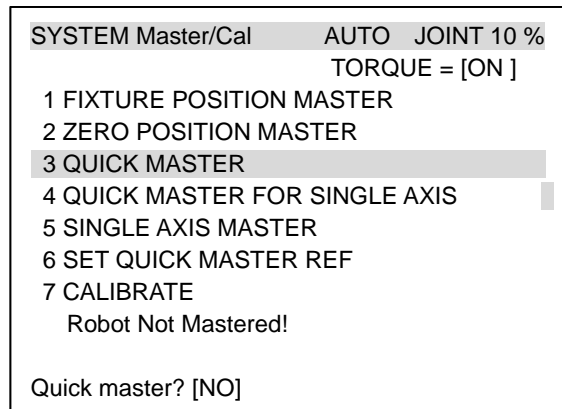 SYSTEM Master/Cal AUTO JOINT 10 %
TORQUE = [ON ]
1 FIXTURE POSITION MASTER
2 ZERO POSITION MASTER
3 QUICK MASTER
4 QUICK MASTER FOR SINGLE AXIS
5 SINGLE AXIS MASTER
6 SET QUICK MASTER REF
7 CALIBRATE
Robot Not Mastered!
Quick master? [NO]